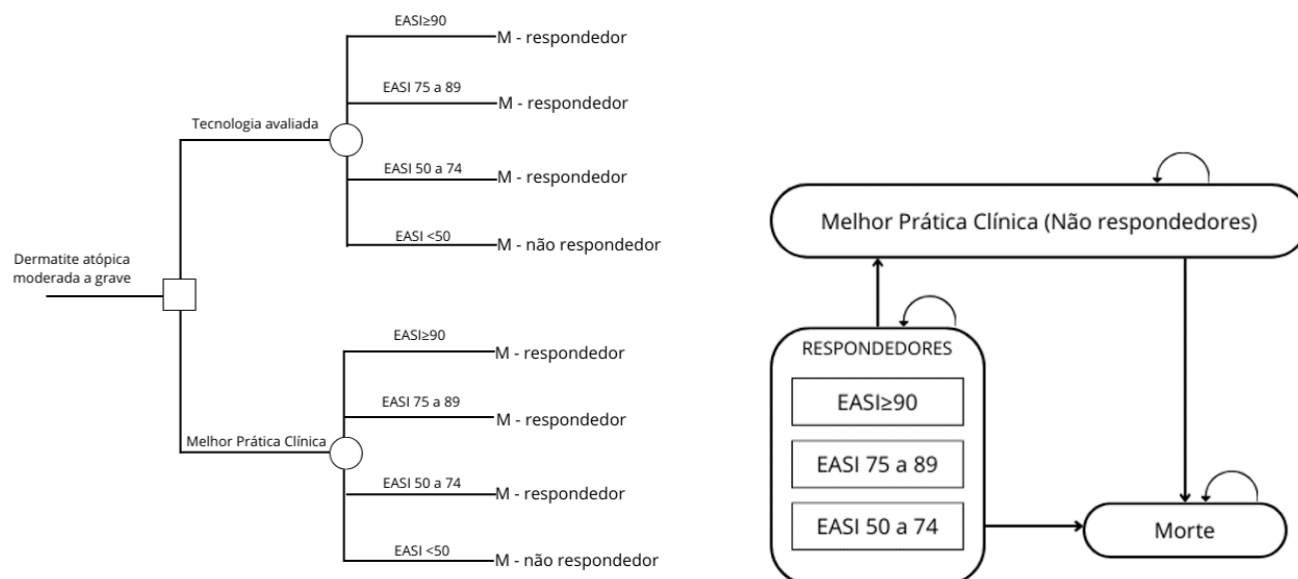 EASI≥90
M - respondedor
EASI 75 a 89
M - respondedor
Tecnologia avaliada
EASI 50 a 74
M - respondedor
EASI <50
M - não respondedor
Dermatite atópica
moderada a grave
EASI≥90
M - respondedor
EASI 75 a 89
M - respondedor
Melhor Prática Clínica
EASI 50 a 74
M - respondedor
EASI <50
M - não respondedor
Melhor Prática Clínica (Não respondedores)
RESPONDEDORES
EASI≥90
EASI 75 a 89
EASI 50 a 74
Morte